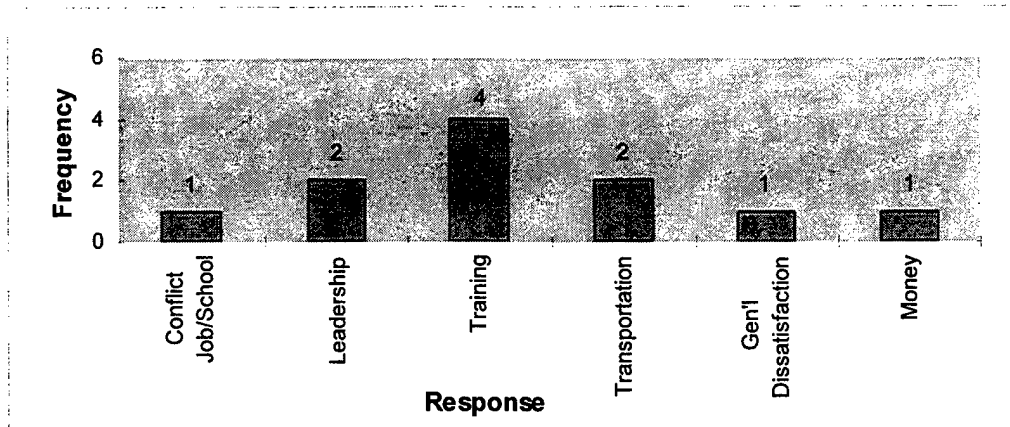 6
4
2
0
Frequency
1
2
4
2
1
1
Conflict
Job/School
Leadership
Training
Transportation
Gen'l
Dissatisfaction
Money
Response